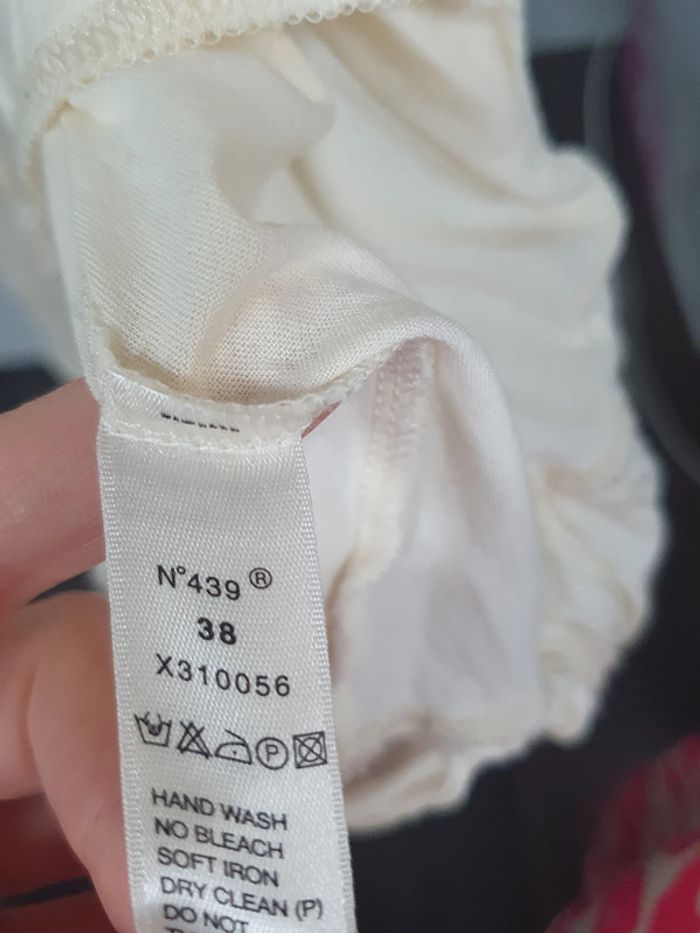 N°439 ®
38
X310056
P
HAND WASH
NO BLEACH
SOFT IRON
DRY CLEAN (P)
DO NOT